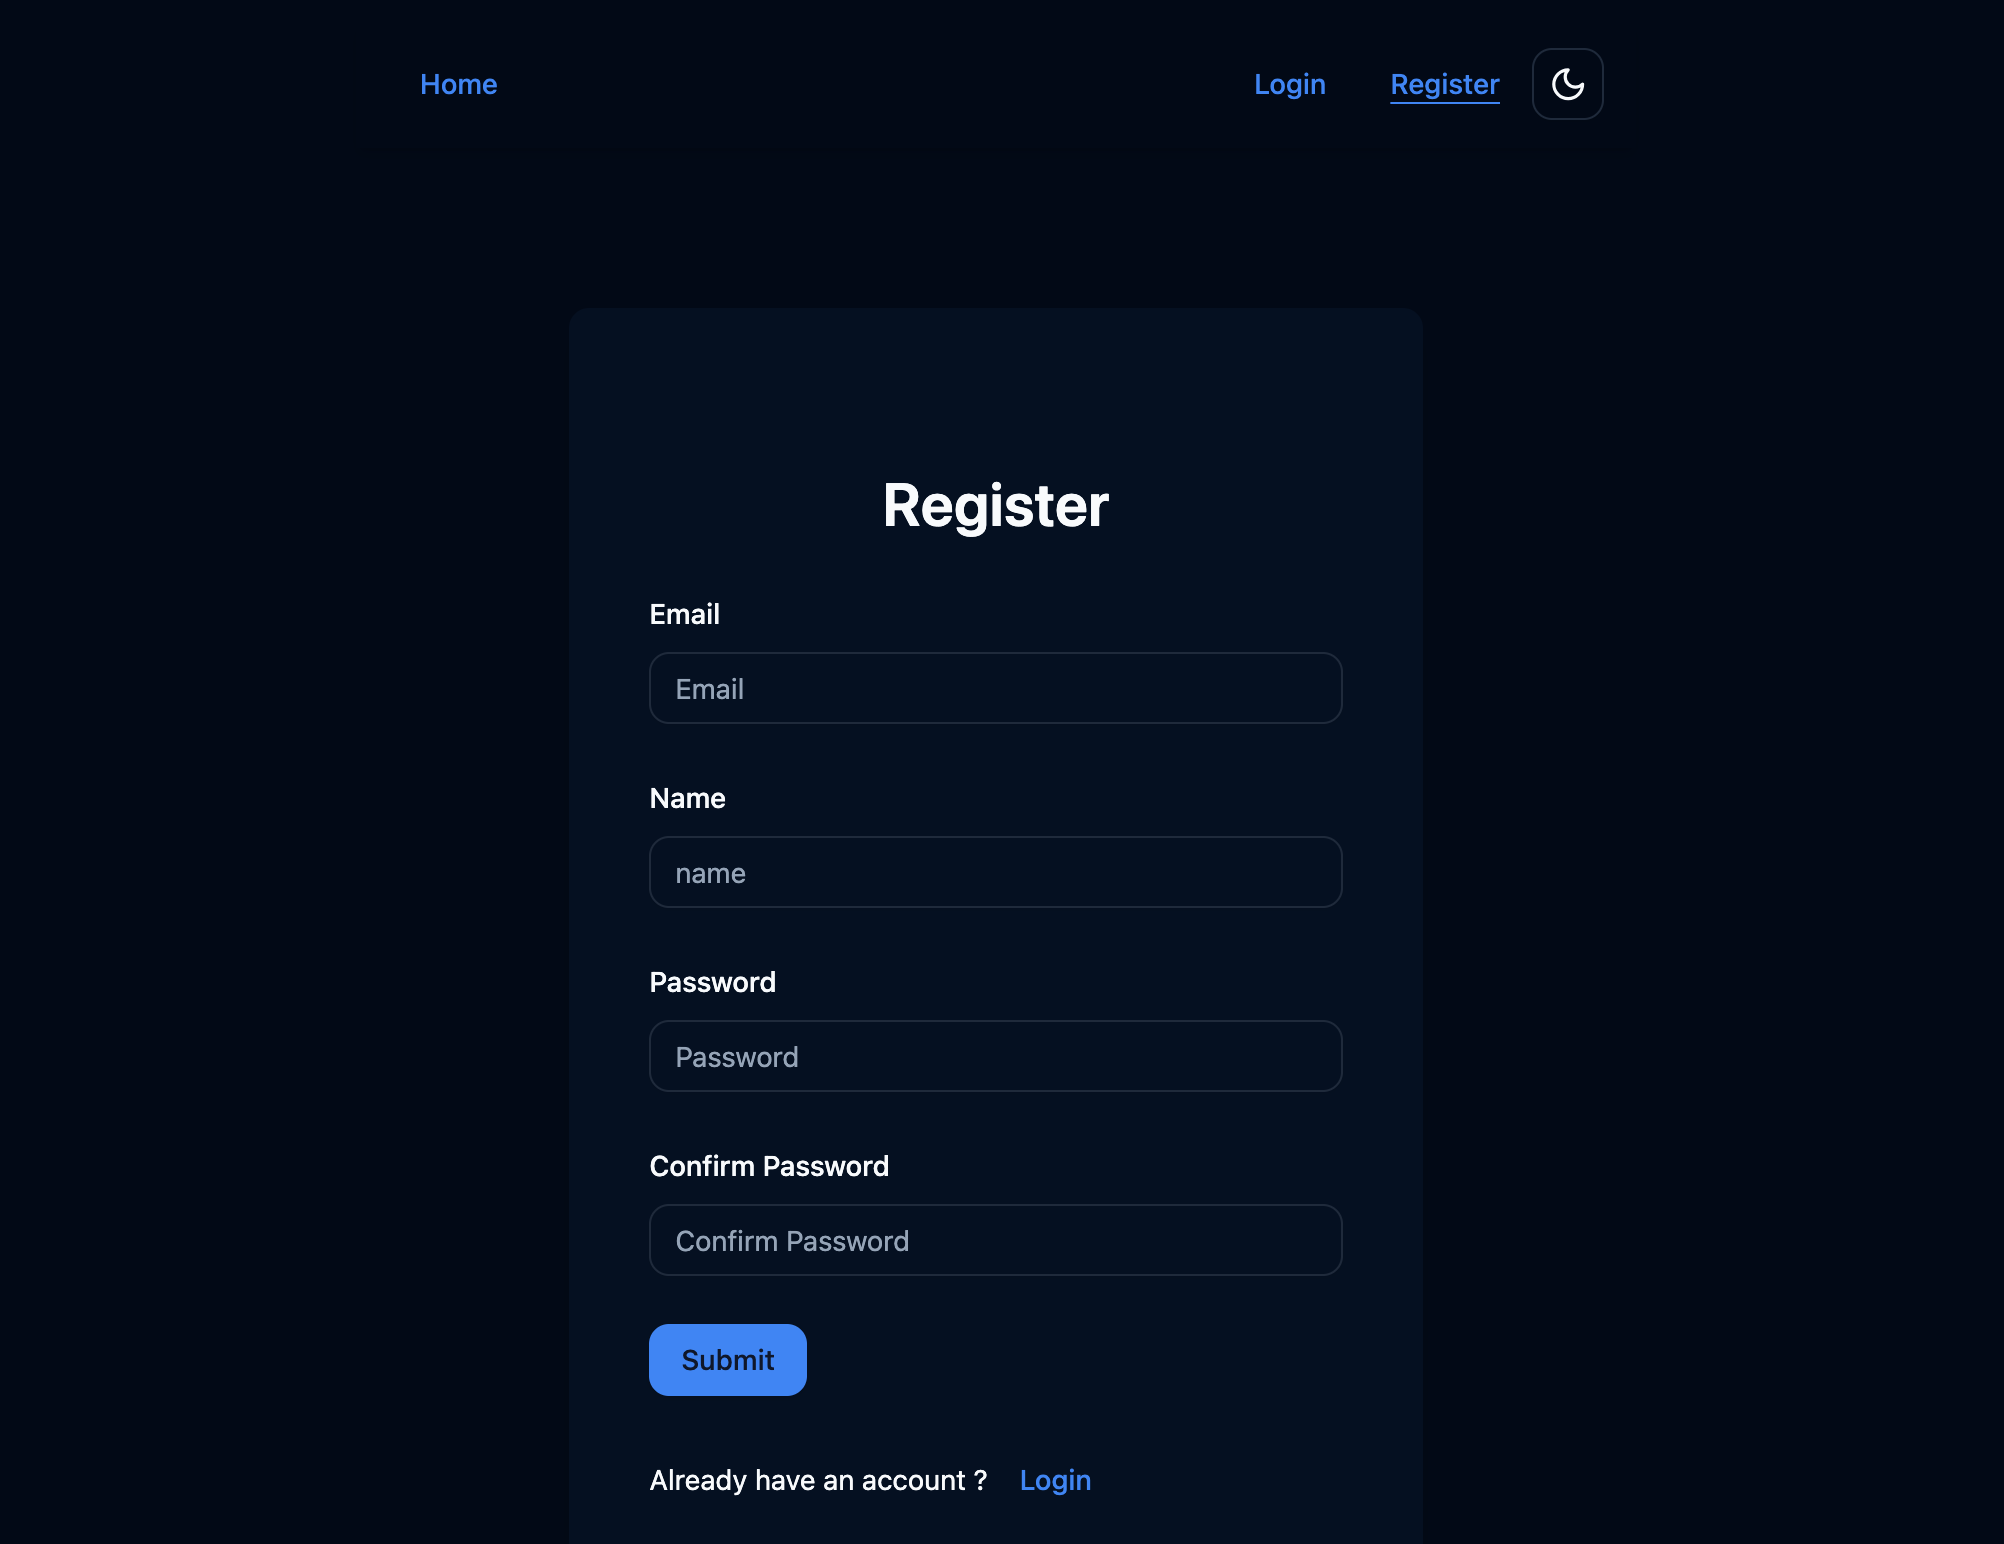 Home Login Register
Register
Email
Email
Name
name
Password
Password
Confirm Password
Confirm Password
Submit
Already have an account ? Login